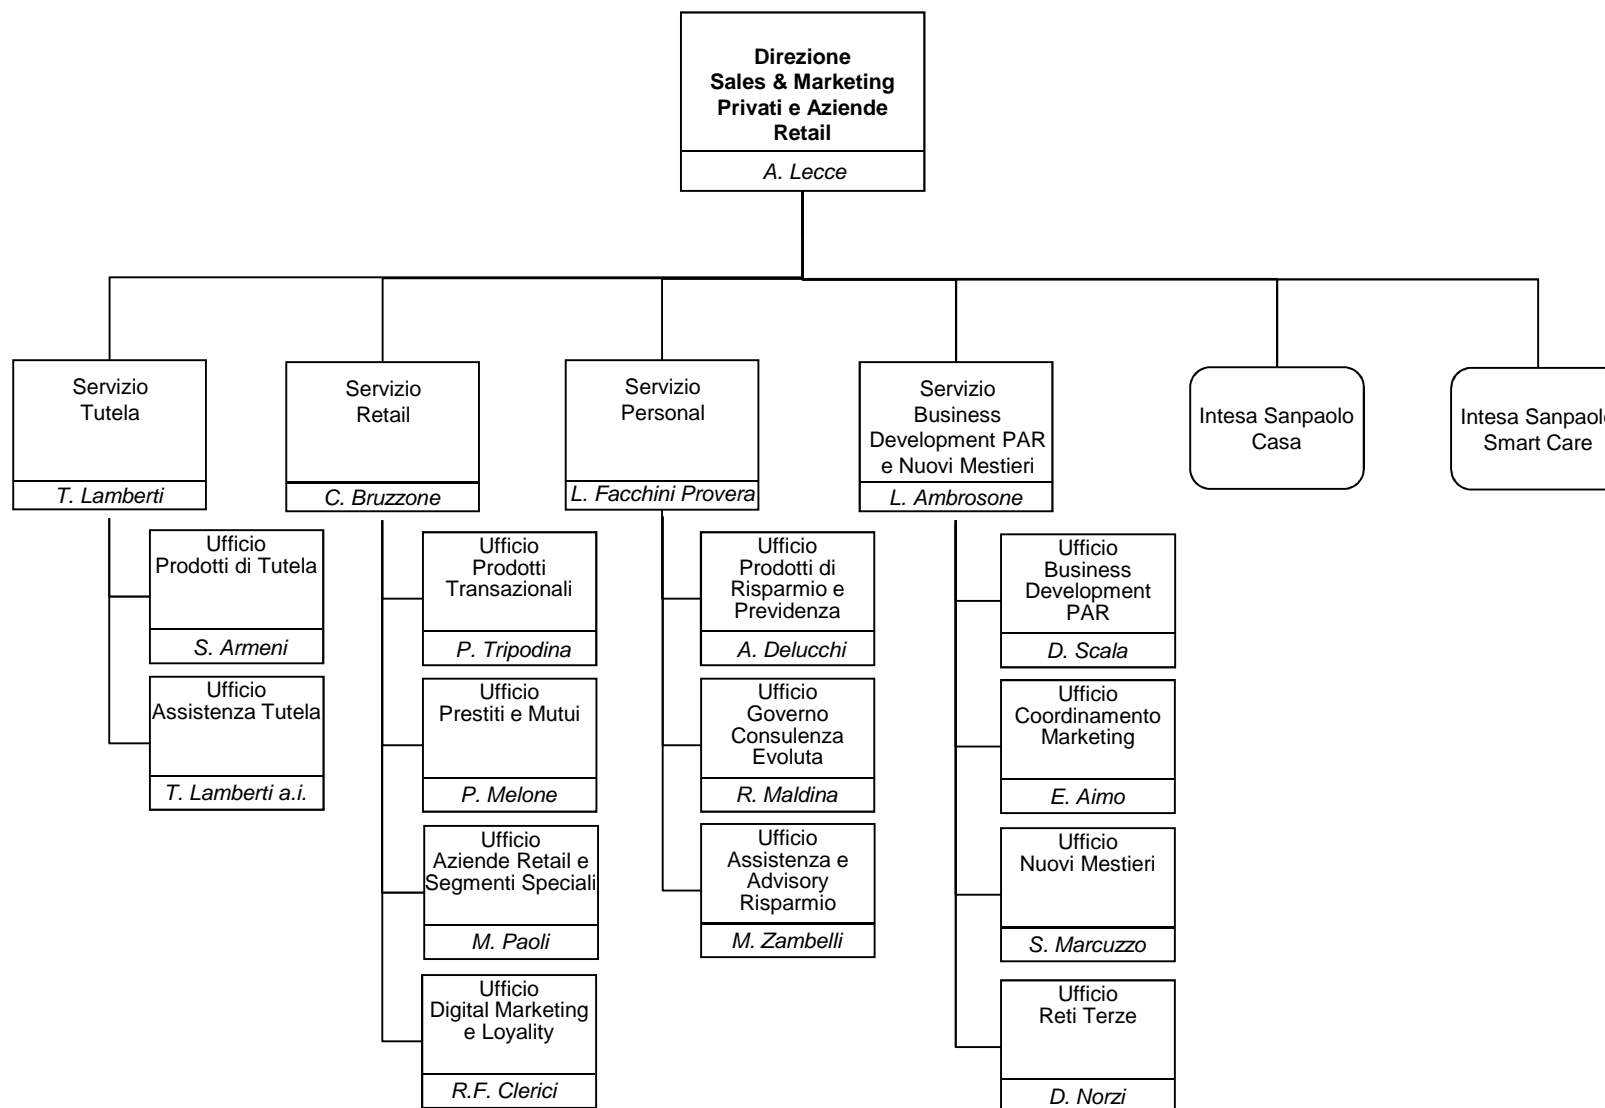 Direzione
Sales & Marketing
Privati e Aziende
Retail
A. Lecce
Servizio
Tutela
T. Lamberti
Servizio
Retail
C. Bruzzone
Servizio
Personal
L. Facchini Provera
Servizio
Business
Development PAR
e Nuovi Mestieri
L. Ambrosone
Intesa Sanpaolo
Casa
Intesa Sanpaolo
Smart Care
Ufficio
Prodotti di Tutela
S. Armeni
Ufficio
Assistenza Tutela
T. Lamberti a.i.
Ufficio
Prodotti
Transazionali
P. Tripodina
Ufficio
Prestiti e Mutui
P. Melone
Ufficio
Aziende Retail e
Segmenti Speciali
M. Paoli
Ufficio
Digital Marketing
e Loyality
R.F. Clerici
Ufficio
Prodotti di
Risparmio e
Previdenza
A. Delucchi
Ufficio
Governo
Consulenza
Evoluta
R. Maldina
Ufficio
Assistenza e
Advisory
Risparmio
M. Zambelli
Ufficio
Business
Development
PAR
D. Scala
Ufficio
Coordinamento
Marketing
E. Aimo
Ufficio
Nuovi Mestieri
S. Marcuzzo
Ufficio
Reti Terze
D. Norzi